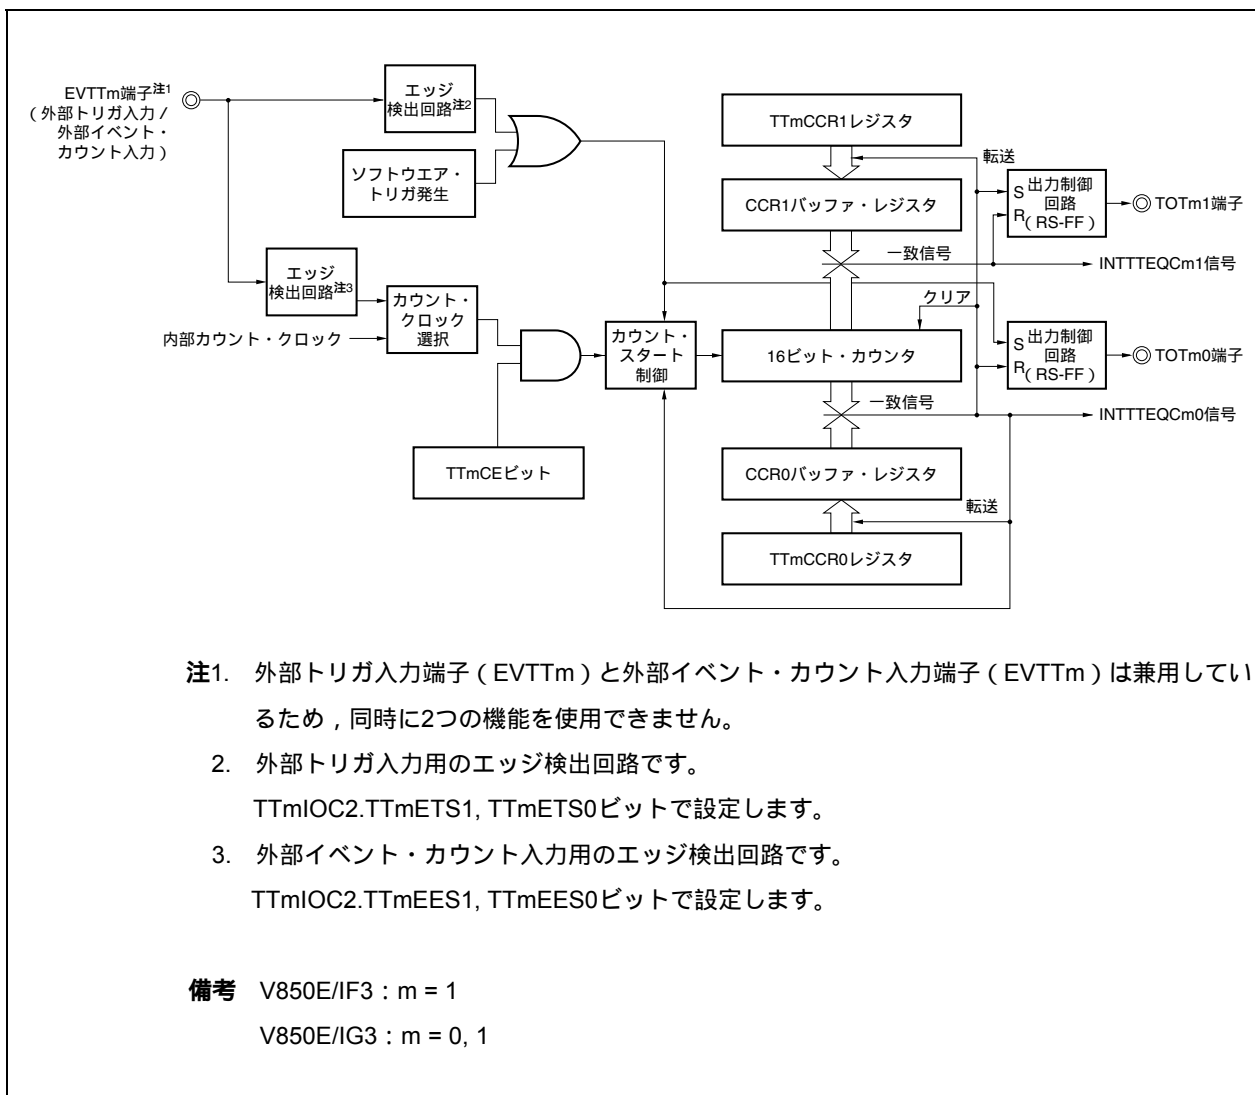 EVTTm端子注1
(外部トリガ入力/
外部イベント・
カウント入力)
エッジ
検出回路注2
ソフトウエア・
トリガ発生
エッジ
検出回路注3
内部カウント・クロック
カウント・
クロック
選択
TTmCEビット
カウント・
スタート
制御
TTmCCR1レジスタ
転送
CCR1バッファ・レジスタ
一致信号
クリア
16ビット・カウンタ
一致信号
CCR0バッファ・レジスタ
転送
TTmCCR0レジスタ
S 出力制御
回路
R (RS-FF)
TOTm1端子
INTTTEQCm1信号
S 出力制御
回路
R (RS-FF)
TOTm0端子
INTTTEQCm0信号
注1. 外部トリガ入力端子(EVTTm)と外部イベント・カウント入力端子(EVTTm)は兼用してい
るため,同時に2つの機能を使用できません。
2. 外部トリガ入力用のエッジ検出回路です。
TTmIOC2.TTmETS1, TTmETS0ビットで設定します。
3. 外部イベント・カウント入力用のエッジ検出回路です。
TTmIOC2.TTmEES1, TTmEES0ビットで設定します。
備考 V850E/IF3:m = 1
V850E/IG3:m = 0, 1